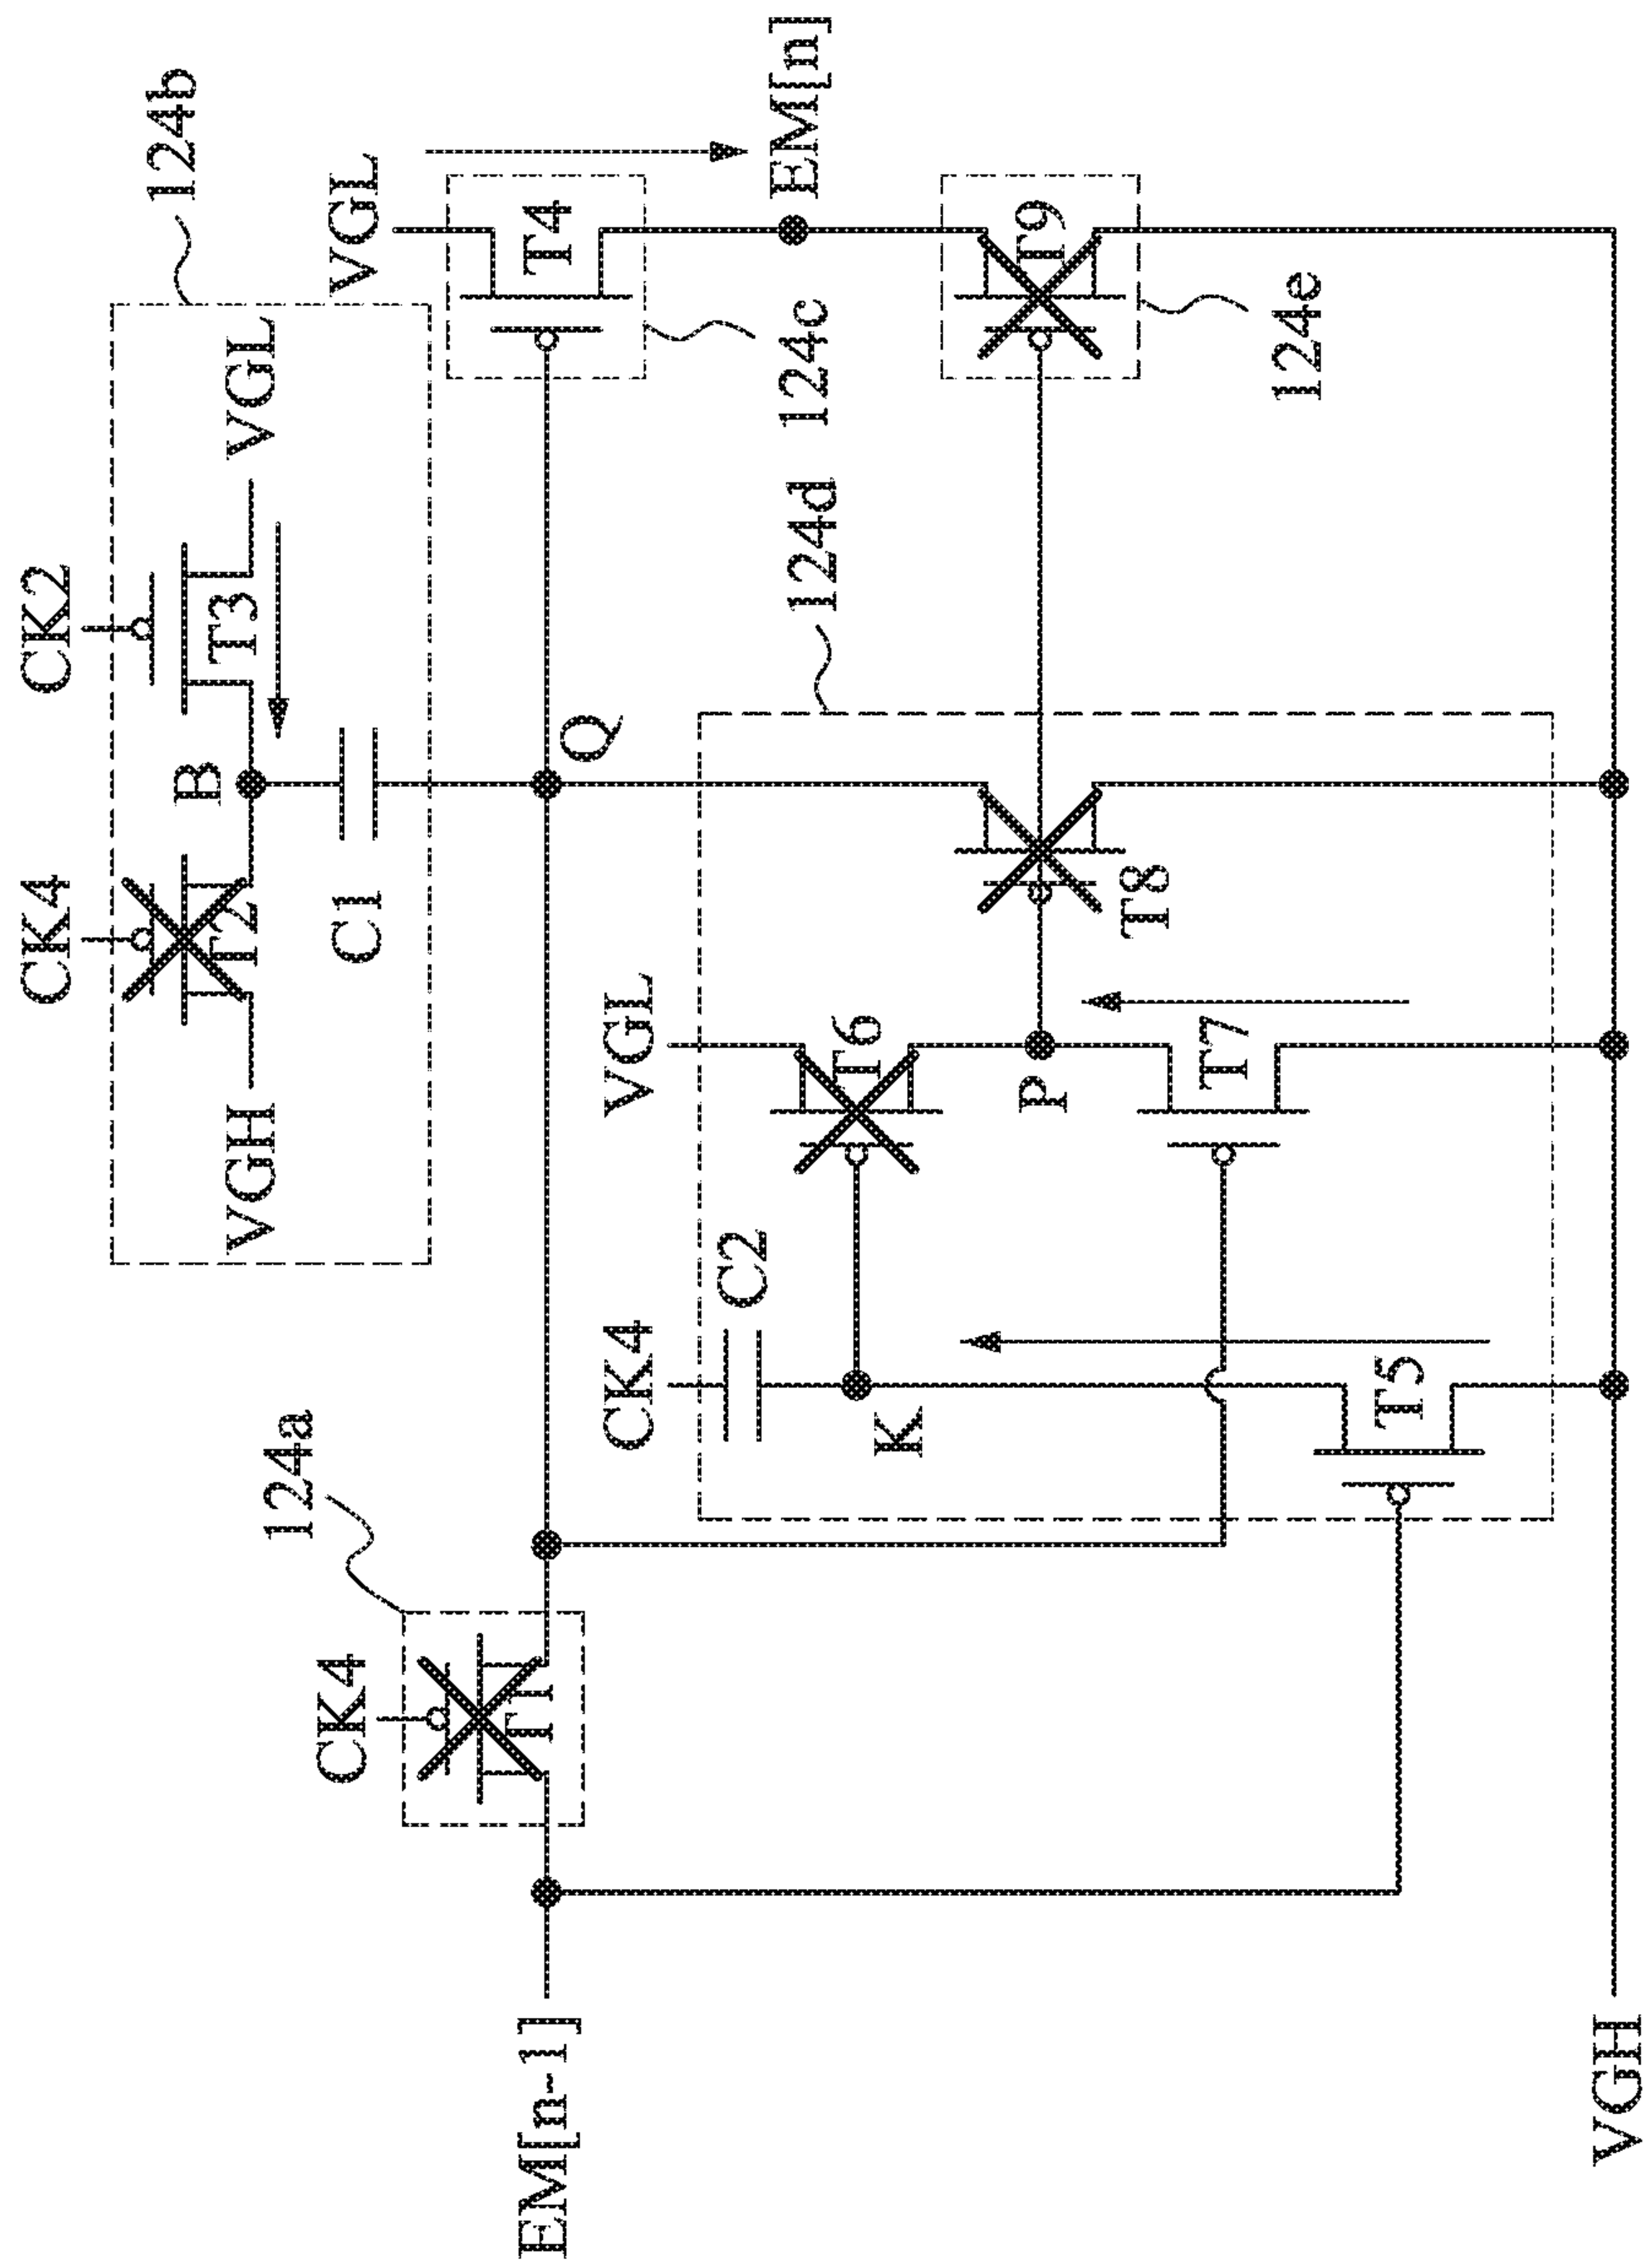 CK4
CK2
124b
B
T2
T3
VGH
VGL
C1
VGL
124a
CK4
T1
T4
EM[n-1]
Q
EM[n]
124c
CK4
C2
VGL
124d
K
T6
P
T9
T8
124e
T7
T5
VGH